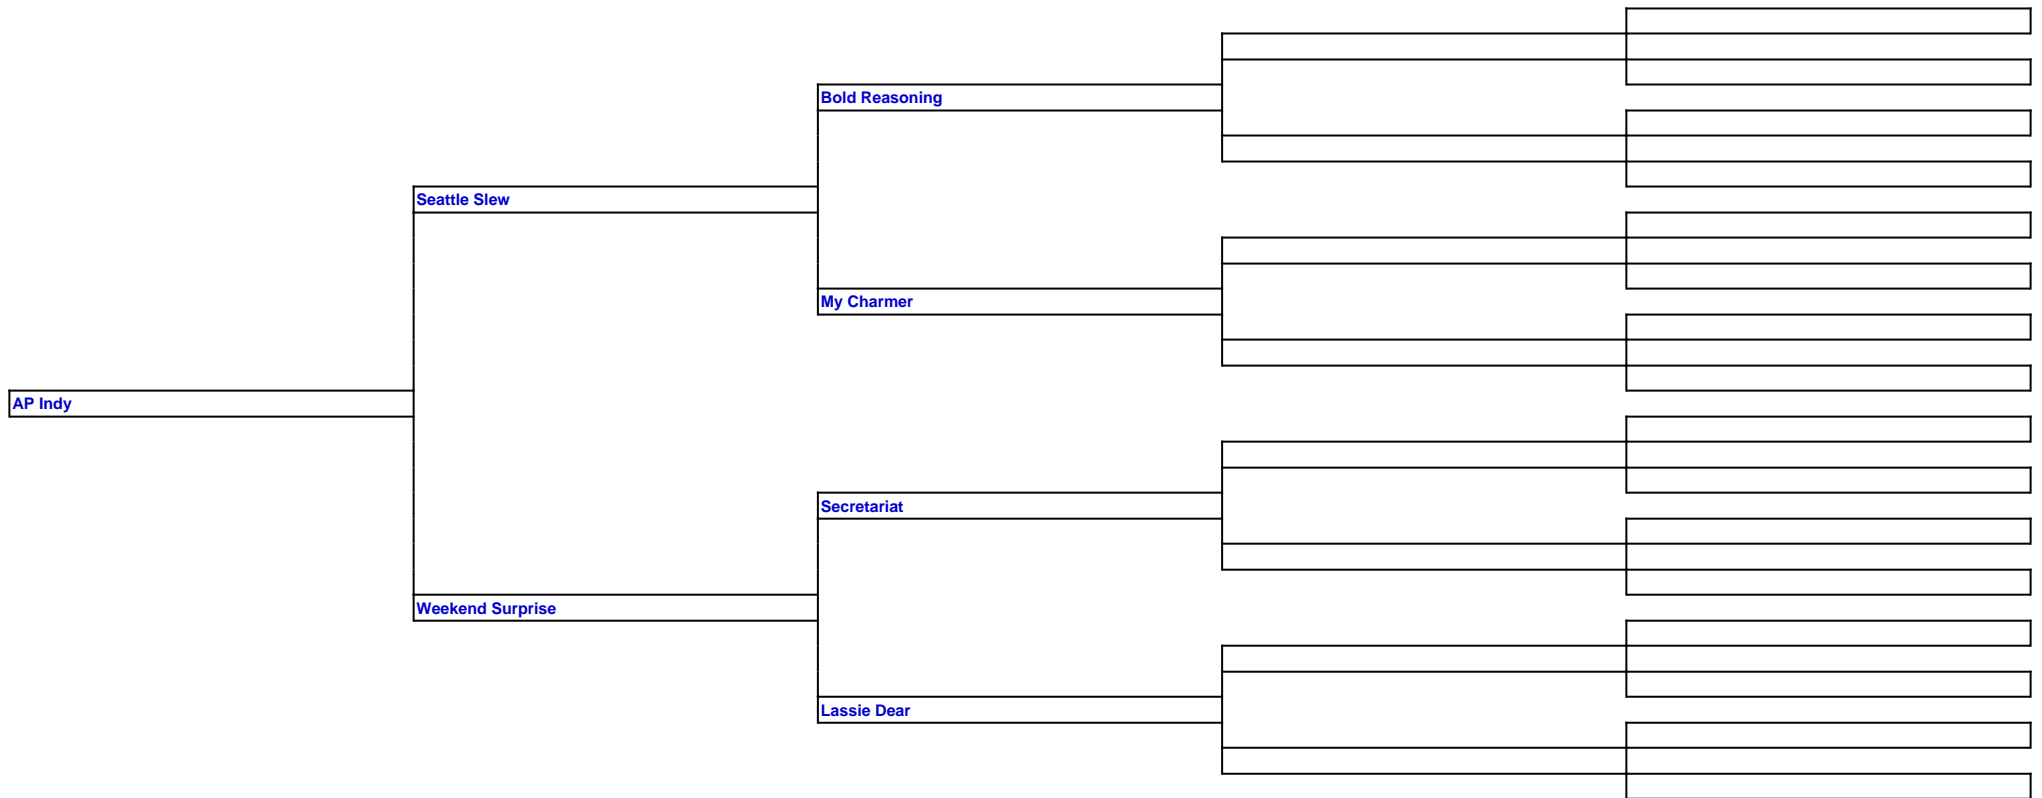 Bold Reasoning
Seattle Slew
My Charmer
AP Indy
Secretariat
Weekend Surprise
Lassie Dear